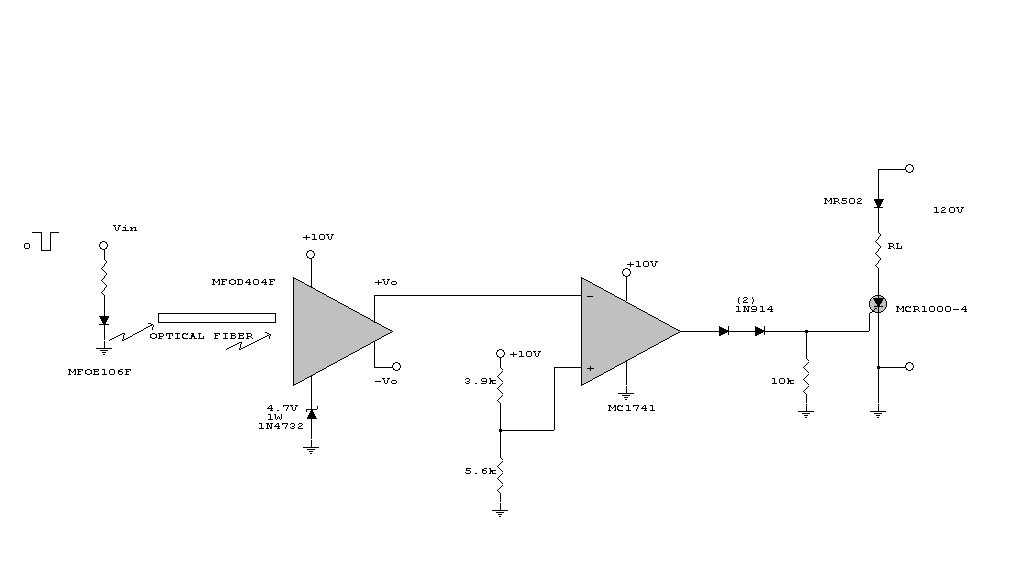 Vin
MFOE106F
OPTICAL FIBER
MFOD404F
+10V
+Vo
-Vo
4.7V
1W
1N4732
+10V
3.9k
5.6k
+10V
-
+
MC1741
(2)
1N914
10k
MR502
120V
RL
MCR1000-4